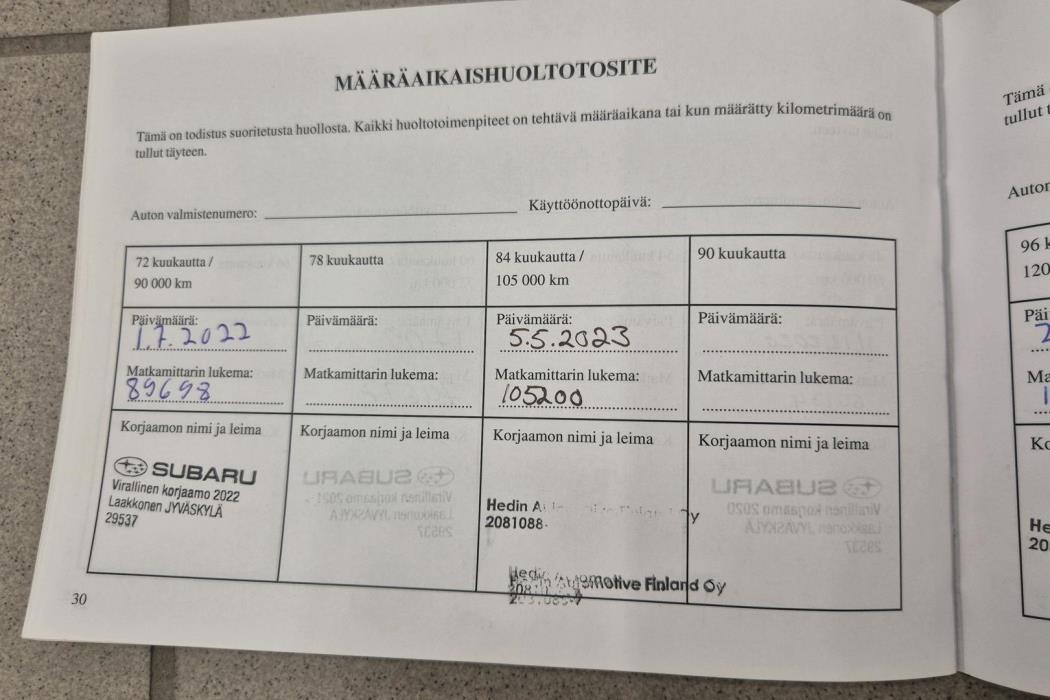 MÄÄRÄAIKAISHUOLTOTOSITE
Tämä on todistus suoritetusta huollosta. Kaikki huoltotoimenpiteet on tehtävä määräaikana tai kun määrätty kilometrimäärä on
tullut täyteen.
Auton valmistenumero:
Käyttöönottopäivä:
72 kuukautta /
90 000 km
Päivämäärä:
1.7.2022
Matkamittarin lukema:
89698
Korjaamon nimi ja leima
SUBARU
Virallinen korjaamo 2022
Laakkonen JYVÄSKYLÄ
29537
78 kuukautta
Päivämäärä:
Matkamittarin lukema:
Korjaamon nimi ja leima
84 kuukautta /
105 000 km
Päivämäärä:
5.5.2023
Matkamittarin lukema:
105200
Korjaamon nimi ja leima
Hedin
2081088-
Hedin Automotive Finland Oy
90 kuukautta
Päivämäärä:
Matkamittarin lukema:
Korjaamon nimi ja leima
30
Tämä
tullut
Auton
96
120